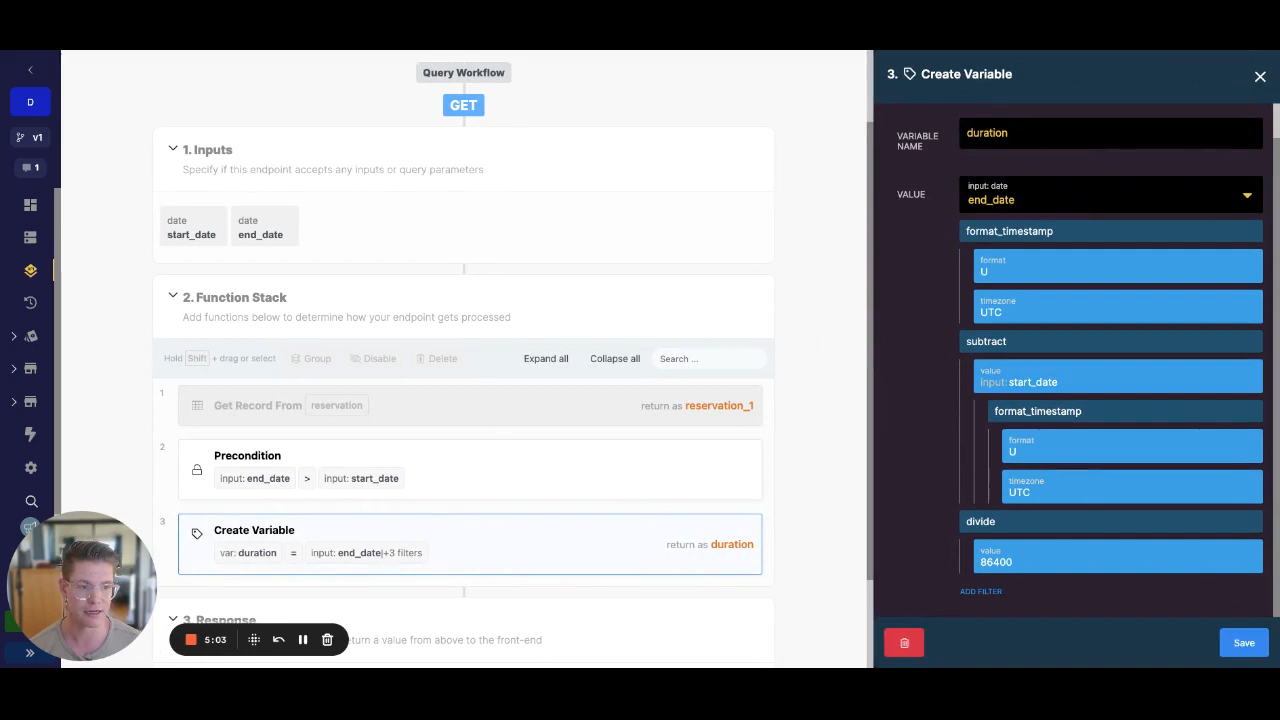 D
v1
1
Query Workflow
GET
1. Inputs
Specify if this endpoint accepts any inputs or query parameters
date
start_date
date
end_date
2. Function Stack
Add functions below to determine how your endpoint gets processed
Hold Shift + drag or select
Group
Disable
Delete
Expand all
Collapse all
Search ...
1
Get Record From reservation
return as reservation_1
2
Precondition
input: end_date > input: start_date
3
Create Variable
var: duration = input: end_date|+3 filters
return as duration
3. Response
turn a value from above to the front-end
5:03
3. Create Variable
VARIABLE
NAME
duration
VALUE
input: date
end_date
format_timestamp
format
U
timezone
UTC
subtract
value
input: start_date
format_timestamp
format
U
timezone
UTC
divide
value
86400
ADD FILTER
Save